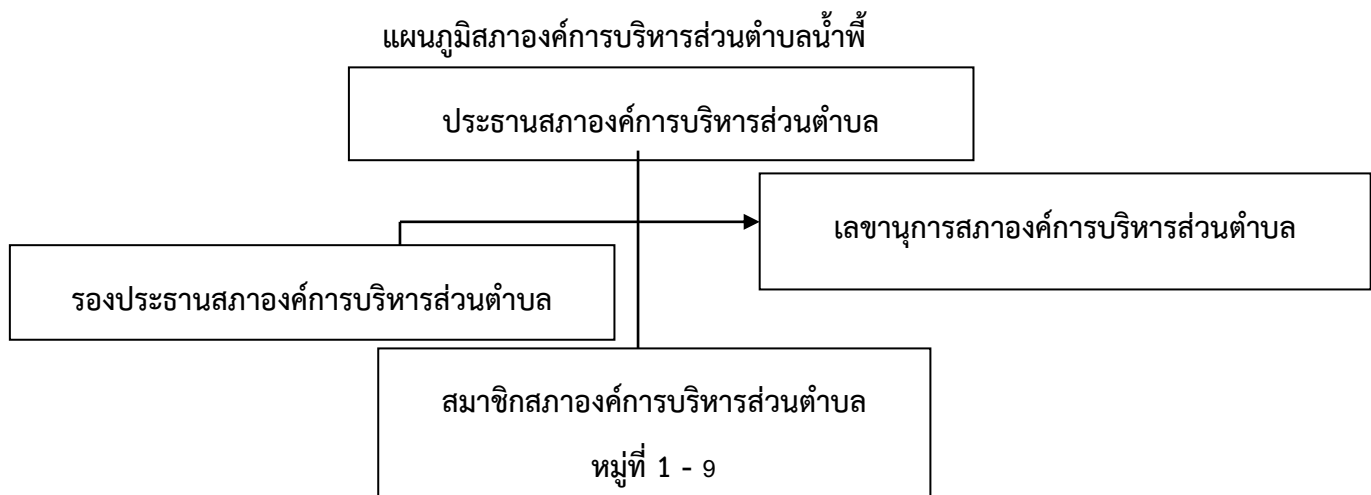 แผนภูมิสภาองค์การบริหารส่วนตำบลน้ำพี้
ประธานสภาองค์การบริหารส่วนตำบล
เลขานุการสภาองค์การบริหารส่วนตำบล
รองประธานสภาองค์การบริหารส่วนตำบล
สมาชิกสภาองค์การบริหารส่วนตำบล
หมู่ที่ 1 - 9